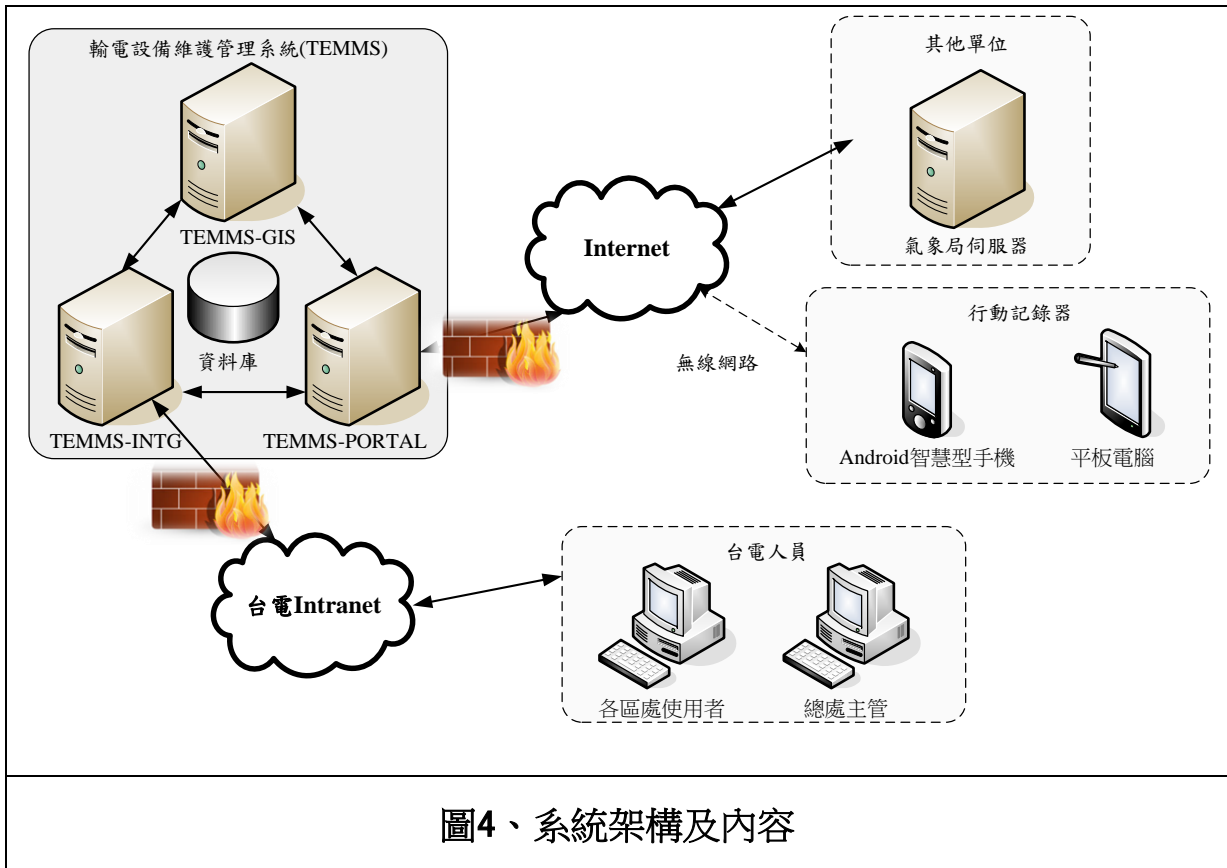 輸電設備維護管理系統(TEMMS)
TEMMS-GIS
資料庫
TEMMS-INTG
TEMMS-PORTAL
Internet
其他單位
氣象局伺服器
無線網路
行動記錄器
Android智慧型手機
平板電腦
台電Intranet
台電人員
各區處使用者
總處主管
圖4、系統架構及內容